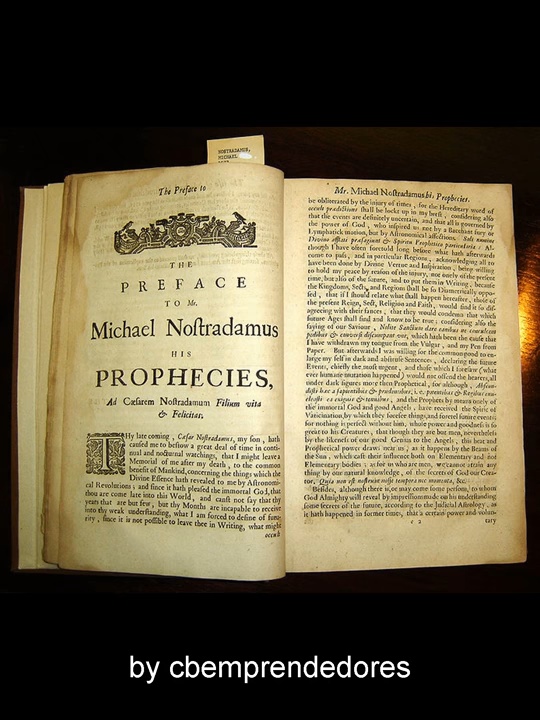 NOSTRADAMUS,
MICHAEL
The Preface to
THE
PREFACE
TO Mr.
Michael Noſtradamus
HIS
PROPHECIES,
Ad Cæſarem Noſtradamum Filium vita
& Felicitas.
THy late coming, Cæſar Noſtradamus, my ſon, hath
cauſed me to beſtow a great deal of time in conti-
nual and nocturnal watchings, that I might leave a
Memorial of me after my death, to the common
benefit of Mankind, concerning the things which the
Divine Eſſence hath revealed to me by Aſtronomi-
cal Revolutions; and ſince it hath pleaſed the immortal God, that
thou are come late into this World, and canſt not ſay that thy
years that are but few, but thy Months are incapable to receive
into thy weak underſtanding, what I am forced to define of futu-
rity, ſince it is not poſſible to leave thee in Writing, what might
Mr. Michael Noſtradamus his Prophecies.
be obliterated by the injury of times, for the Hereditary word of
occult prædictions ſhall be lockt up in my breſt, conſidering alſo
that the events are definitely uncertain, and that all is governed by
the power of God, who inſpired us not by a Bacchant fury or
Lymphatick motion, but by Aſtronomical aſſections. Soli numine
Divino afflati præſagiunt & Spiritu Prophetico particularia: Al-
though I have often foretold long before what hath afterwards
come to paſs, and in particular Regions, acknowledging all to
have been done by Divine Vertue and Inſpiration, being willing
to hold my peace by reaſon of the injury, not onely of the preſent
time, but alſo of the future, and to put them in Writing, becauſe
the Kingdoms, Sects, and Regions ſhall be ſo Diametrically oppo-
ſed, that if I ſhould relate what ſhall happen hereafter, thoſe of
the preſent Reign, Sect, Religion and Faith, would find it ſo diſ-
agreeing with their fancies, that they would condemn that which
future Ages ſhall find and know to be true; conſidering alſo the
ſaying of our Saviour, Nolite Sanctum dare canibus ne conculcent
pedibus & converſi diſrumpant vos, which hath been the cauſe that
I have withdrawn my tongue from the Vulgar, and my Pen from
Paper. But afterwards I was willing for the common good to en-
large my ſelf in dark and abſtruſe Sentences, declaring the future
Events, chiefly the moſt urgent, and thoſe which I foreſaw (what
ever humane mutation happened) would not offend the hearers, all
under dark figures more then Prophetical, for although, Abſcon-
diſti hæc a ſapientibus & prudentibus, i. e. potentibus & Regibus enu-
cleaſti ea exiguis & tenuibus, and the Prophets by means onely of
the immortal God and good Angels, have received the Spirit of
Vaticination, by which they foreſee things, and foretel future events;
for nothing is perfect without him, whoſe power and goodneſs is ſo
great to his Creatures, that though they are but men, nevertheleſs
by the likeneſs of our good Genius to the Angels, this heat and
Prophetical power draws near us, as it happens by the Beams of
the Sun, which caſt their influence both on Elementary and not
Elementary bodies; as for us who are men, we cannot attain any
thing by our natural knowledge, of the ſecrets of God our Crea-
tor, Quia non eſt noſtrum noſſe tempora nec momenta, &c.
Beſides, although there is, or may come ſome perſons, to whom
God Almighty will reveal by impreſſions made on his underſtanding
ſome ſecrets of the future, according to the Judicial Aſtrology, as
it hath happened in former times, that a certain power and volun-
c 2 tary
occult
by cbemprendedores